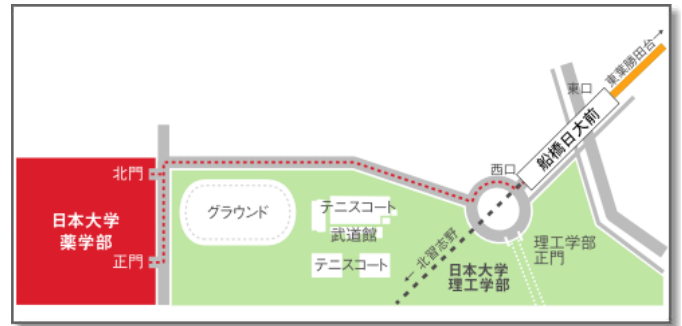 東葉勝田台→
東口
船橋日大前
西口
北門
日本大学
薬学部
正門
グラウンド
テニスコート
武道館
テニスコート
←北習志野
日本大学
理工学部
理工学部
正門